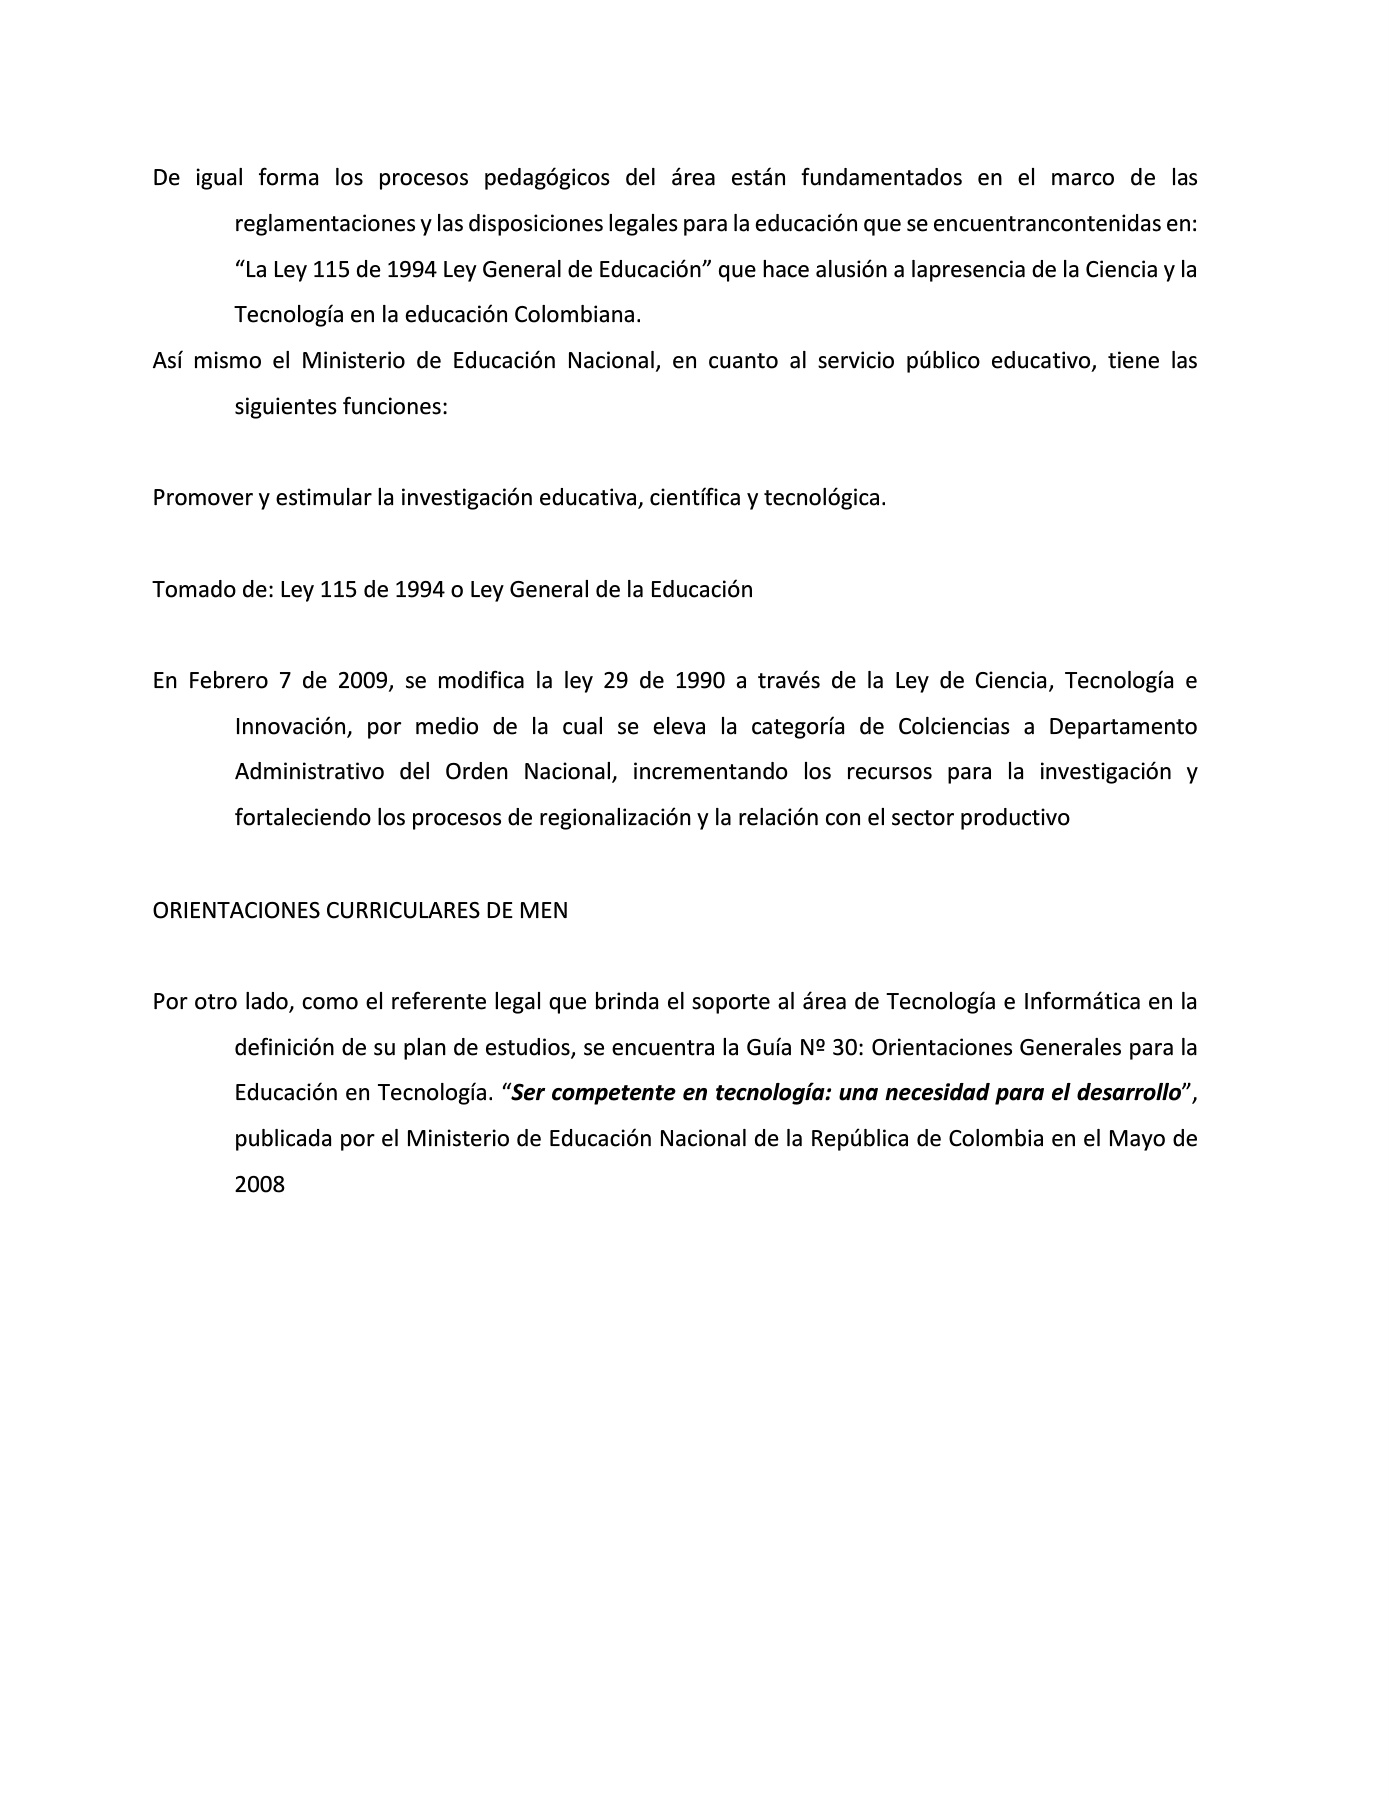 De igual forma los procesos pedagógicos del área están fundamentados en el marco de las
reglamentaciones y las disposiciones legales para la educación que se encuentrancontenidas en:
“La Ley 115 de 1994 Ley General de Educación” que hace alusión a lapresencia de la Ciencia y la
Tecnología en la educación Colombiana.
Así mismo el Ministerio de Educación Nacional, en cuanto al servicio público educativo, tiene las
siguientes funciones:
Promover y estimular la investigación educativa, científica y tecnológica.
Tomado de: Ley 115 de 1994 o Ley General de la Educación
En Febrero 7 de 2009, se modifica la ley 29 de 1990 a través de la Ley de Ciencia, Tecnología e
Innovación, por medio de la cual se eleva la categoría de Colciencias a Departamento
Administrativo del Orden Nacional, incrementando los recursos para la investigación y
fortaleciendo los procesos de regionalización y la relación con el sector productivo
ORIENTACIONES CURRICULARES DE MEN
Por otro lado, como el referente legal que brinda el soporte al área de Tecnología e Informática en la
definición de su plan de estudios, se encuentra la Guía Nº 30: Orientaciones Generales para la
Educación en Tecnología. “Ser competente en tecnología: una necesidad para el desarrollo”,
publicada por el Ministerio de Educación Nacional de la República de Colombia en el Mayo de
2008